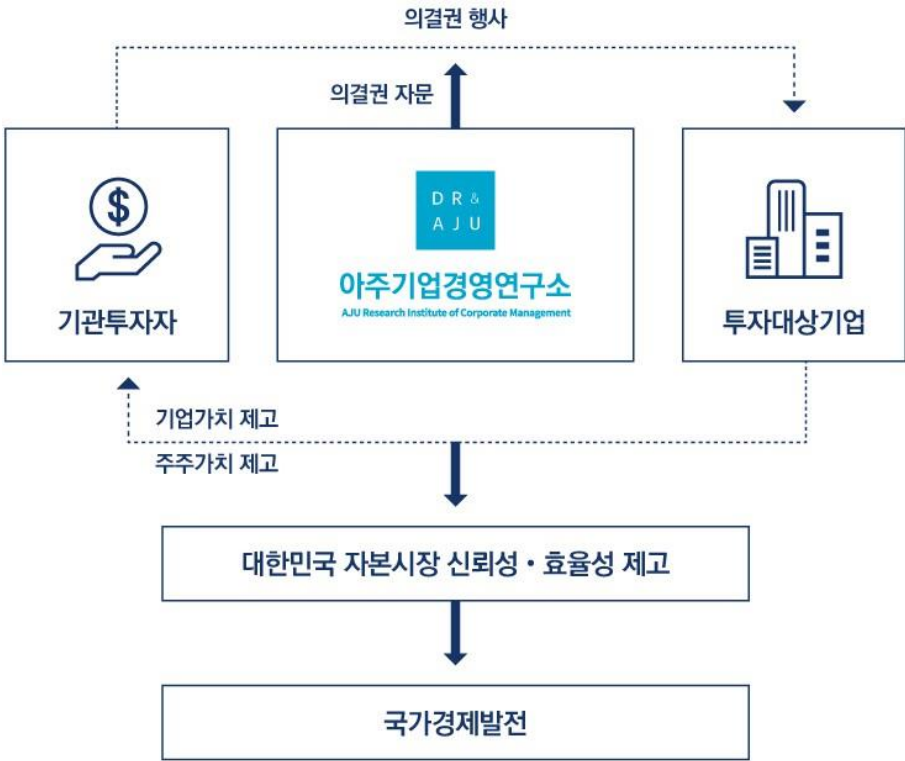 의결권 행사
의결권 자문
$
DR &
AJU
아주기업경영연구소
AJU Research Institute of Corporate Management
기관투자자
투자대상기업
기업가치 제고
주주가치 제고
대한민국 자본시장 신뢰성 • 효율성 제고
국가경제발전